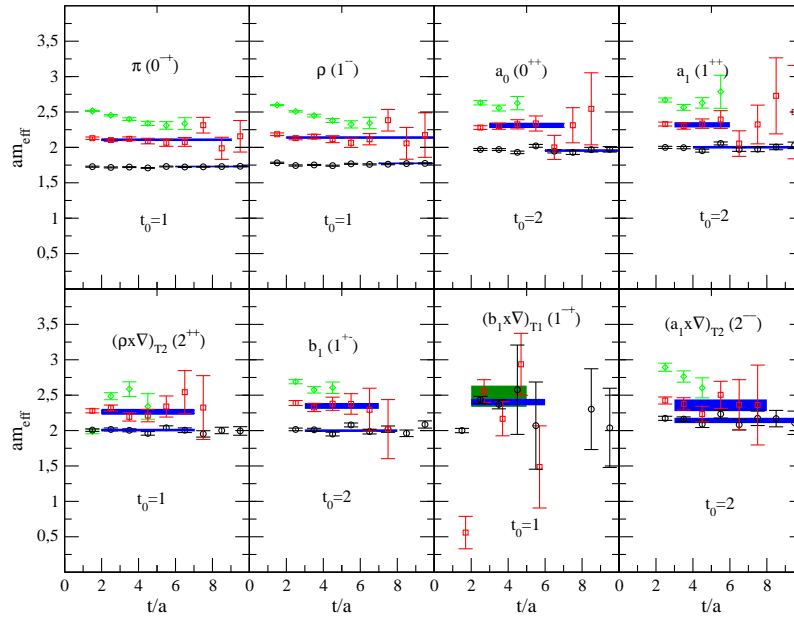 am_eff
3,5
3
2,5
2
1,5
1
0,5
π (0⁻⁺)
t₀=1
ρ (1⁻⁻)
t₀=1
a₀ (0⁺⁺)
t₀=2
a₁ (1⁺⁺)
t₀=2
am_eff
3,5
3
2,5
2
1,5
1
0,5
(ρx∇)_T2 (2⁺⁺)
t₀=1
b₁ (1⁺⁻)
t₀=2
(b₁x∇)_T1 (1⁻⁺)
t₀=1
(a₁x∇)_T2 (2⁻⁻)
t₀=2
0 2 4 6 8 0 2 4 6 8 0 2 4 6 8 0 2 4 6 8
t/a t/a t/a t/a